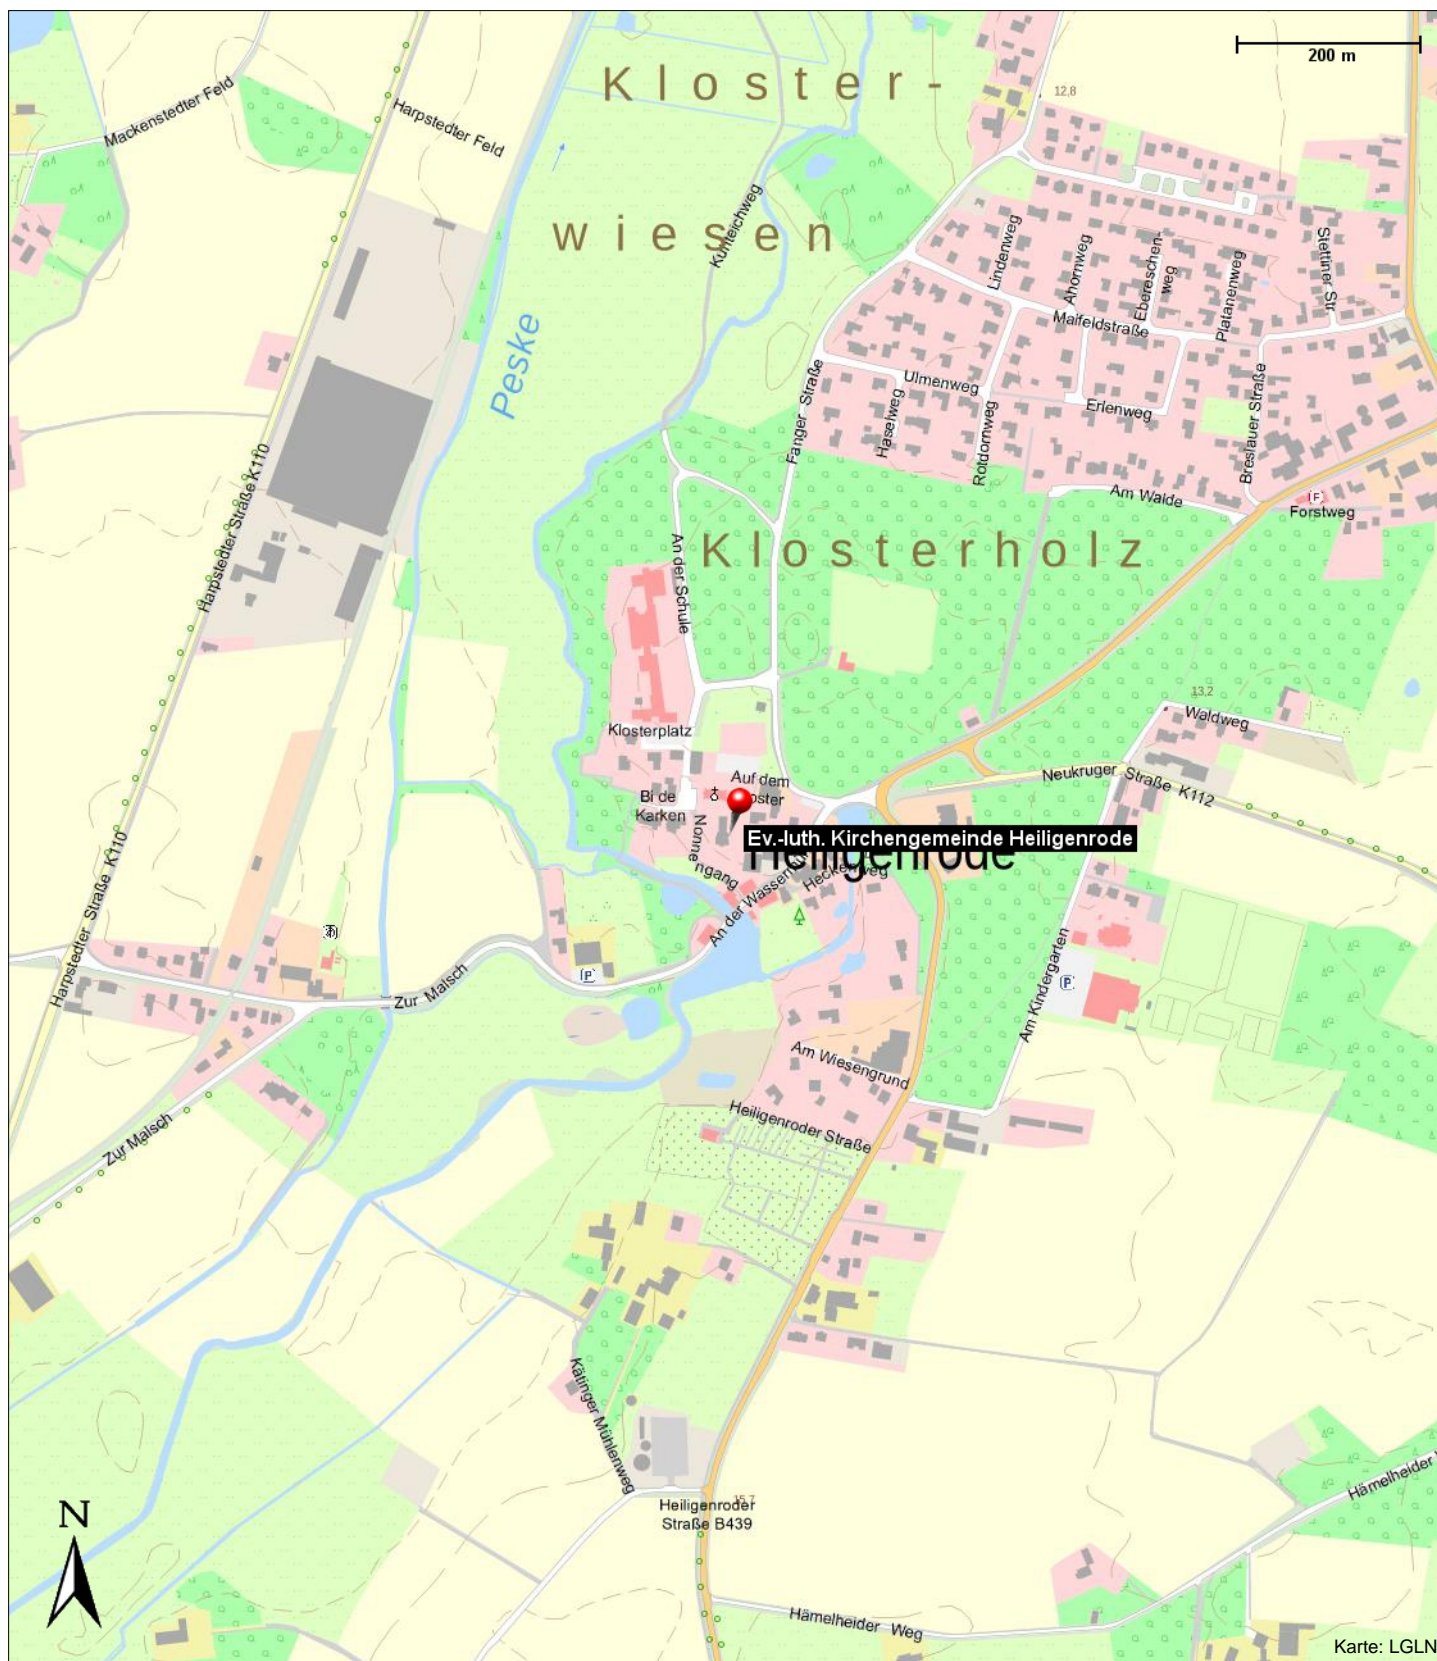 200 m
Kloster-
12,8
Mackenstedter Feld
Harpstedter Feld
wiesen
Kuhteichweg
Lindenweg
Ahornweg
Ebereschen-
weg
Platanenweg
Stettiner Str
Maifeldstraße
Peske
Fanger Straße
Ulmenweg
Haselweg
Rotdornweg
Erlenweg
Breslauer Straße
Harpstedter Straße K110
Am Walde
F
Forstweg
Klosterholz
An der Schule
13,2
Waldweg
Klosterplatz
Neukruger Straße K112
Auf dem
Bi de
Karken
Nonnengang
Ev.-luth. Kirchengemeinde Heiligenrode
Heiligenrode
Heckenweg
Harpstedter Straße K110
P
Zur Malsch
P
Am Kindergarten
Am Wiesengrund
Heiligenroder Straße
Zur Malsch
Kätinger Mühlenweg
Hämelheider
15,7
Heiligenroder
Straße B439
N
Hämelheider Weg
Karte: LGLN